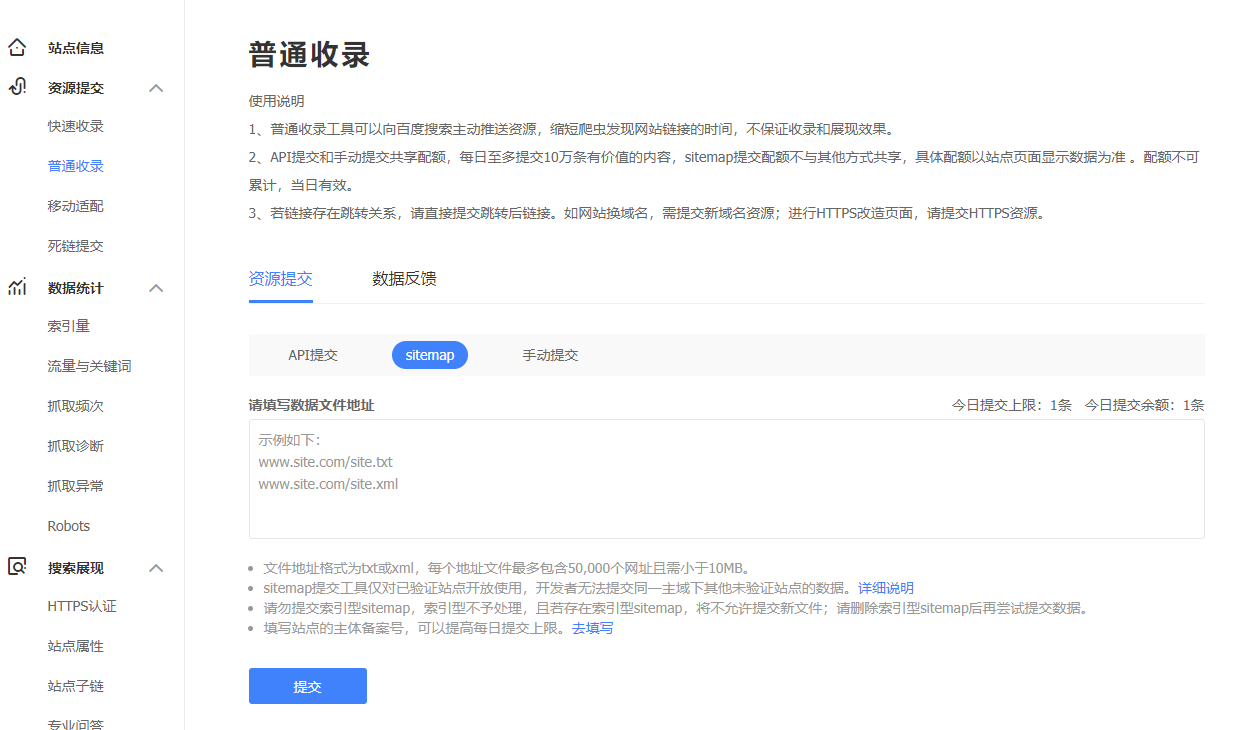 站点信息
资源提交
快速收录
普通收录
移动适配
死链提交
数据统计
索引量
流量与关键词
抓取频次
抓取诊断
抓取异常
Robots
搜索展现
HTTPS认证
站点属性
站点子链
专业问答
普通收录
使用说明
1、普通收录工具可以向百度搜索主动推送资源，缩短爬虫发现网站链接的时间，不保证收录和展现效果。
2、API提交和手动提交共享配额，每日至多提交10万条有价值的内容，sitemap提交配额不与其他方式共享，具体配额以站点页面显示数据为准 。配额不可
累计，当日有效。
3、若链接存在跳转关系，请直接提交跳转后链接。如网站换域名，需提交新域名资源；进行HTTPS改造页面，请提交HTTPS资源。
资源提交 数据反馈
API提交 sitemap 手动提交
请填写数据文件地址 今日提交上限：1条 今日提交余额：1条
示例如下：
www.site.com/site.txt
www.site.com/site.xml
文件地址格式为txt或xml，每个地址文件最多包含50,000个网址且需小于10MB。
sitemap提交工具仅对已验证站点开放使用，开发者无法提交同一主域下其他未验证站点的数据。详细说明
请勿提交索引型sitemap，索引型不予处理，且若存在索引型sitemap，将不允许提交新文件；请删除索引型sitemap后再尝试提交数据。
填写站点的主体备案号，可以提高每日提交上限。去填写
提交